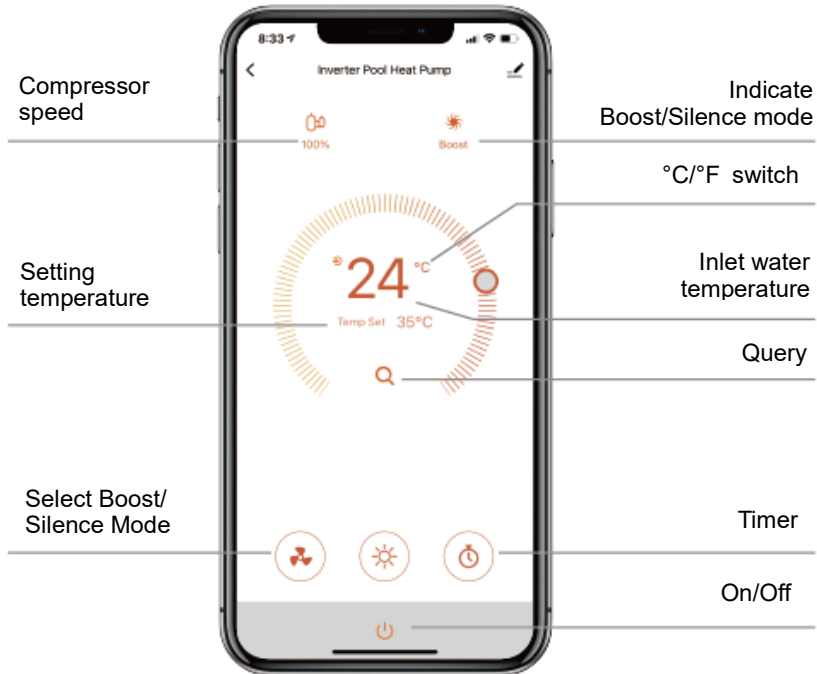 8:33
Inverter Pool Heat Pump
Compressor
speed
Indicate
Boost/Silence mode
100%
Boost
°C/°F switch
24 °C
Setting
temperature
Inlet water
temperature
Temp Set 35°C
Query
Select Boost/
Silence Mode
Timer
On/Off